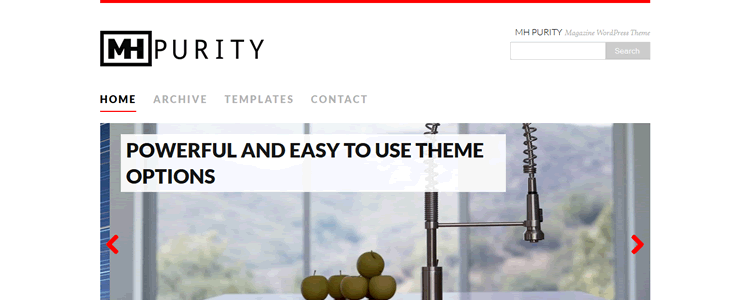 MH PURITY
MH PURITY Magazine WordPress Theme
Search
HOME ARCHIVE TEMPLATES CONTACT
POWERFUL AND EASY TO USE THEME
OPTIONS